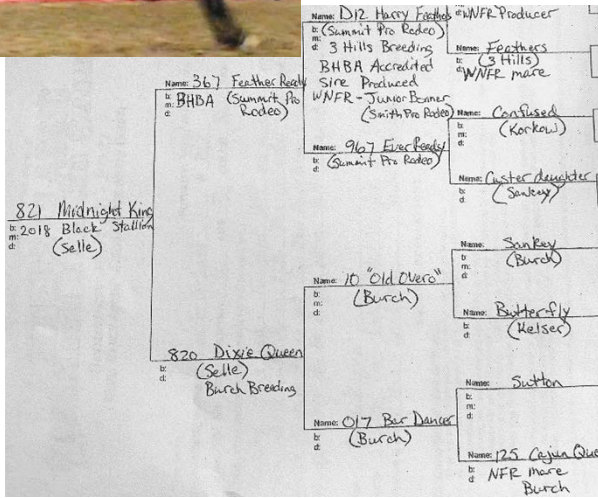 Name: D12 Harry Feathers
b: (Summit Pro Rodeo)
m:
d: 3 Hills Breeding
BHBA Accredited
Sire Produced
WNFR - Junior Bonner
(Smith Pro Rodeo)
WNFR Producer
Name: Feathers
b: (3 Hills)
d: WNFR mare
Name: 367 Feather Ready
b:
m: BHBA (Summit Pro
d: Rodeo)
Name: Confused
b: (Korkow)
m:
d:
Name: 967 Ever Ready
b: (Summit Pro Rodeo)
d:
Name: Custer daughter
b: (Sankey)
d:
821 Midnight King
b: 2018 Black Stallion
m: (Selle)
d:
Name: Sankey
b (Burch)
m:
d:
Name: 10 "Old Overo"
b: (Burch)
m:
d:
Name: Butterfly
b: (Kelser)
d:
820 Dixie Queen
b: (Selle)
d: Burch Breeding
Name: Sutton
b:
m:
d:
Name: 017 Bar Dancer
b: (Burch)
d:
Name: 125 Cajun Que
b: NFR mare
d: Burch